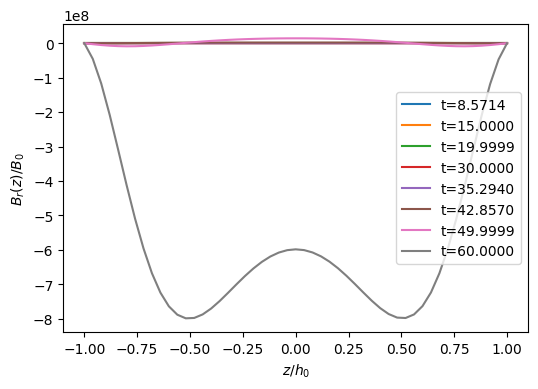 1e8
0
−1
−2
−3
−4
−5
−6
−7
−8
B_r(z)/B_0
t=8.5714
t=15.0000
t=19.9999
t=30.0000
t=35.2940
t=42.8570
t=49.9999
t=60.0000
−1.00 −0.75 −0.50 −0.25 0.00 0.25 0.50 0.75 1.00
z/h_0